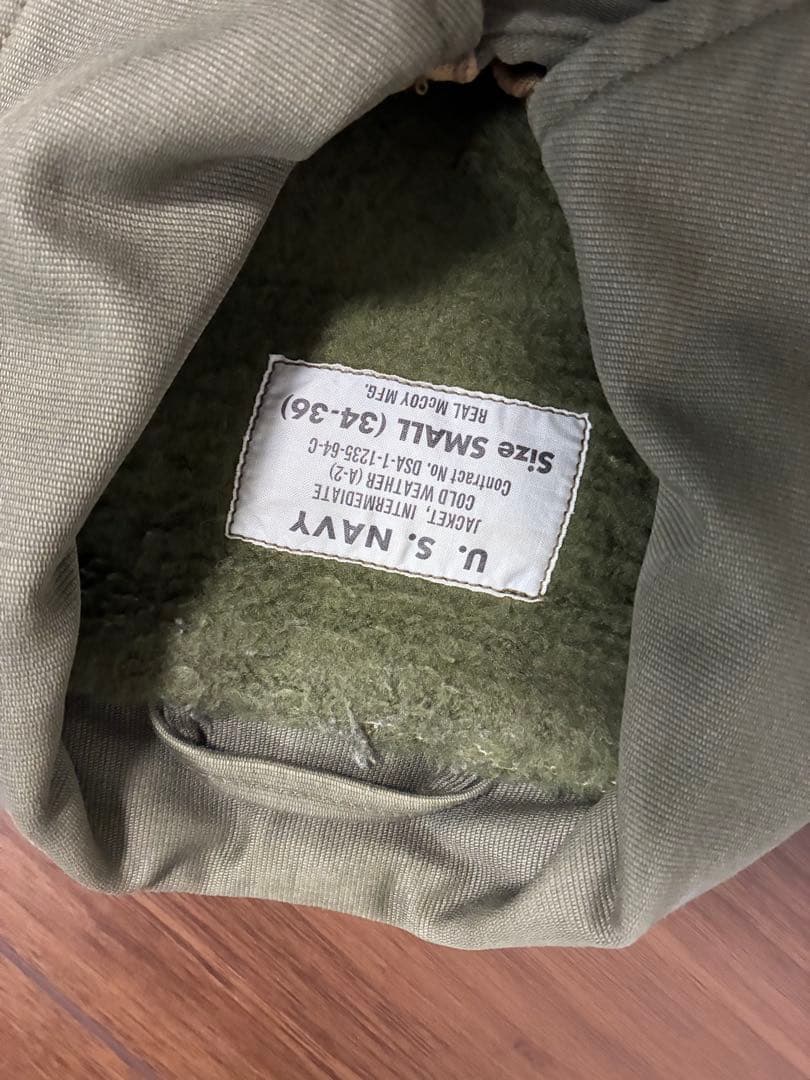 U. S. NAVY
JACKET, INTERMEDIATE
COLD WEATHER (A-2)
Contract No. DSA-1-1235-64-C
Size SMALL (34-36)
REAL McCOY MFG.